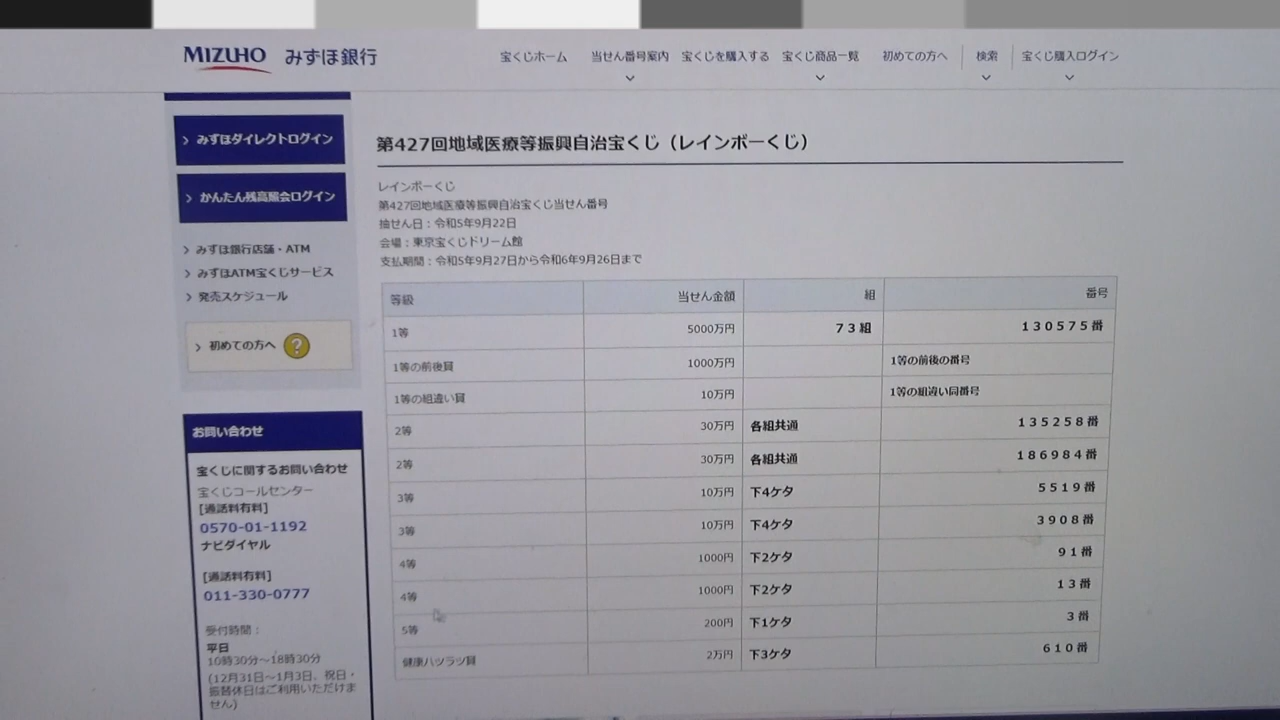 MIZUHO みずほ銀行
宝くじホーム 当せん番号案内 宝くじを購入する 宝くじ商品一覧 初めての方へ 検索 宝くじ購入ログイン
みずほダイレクトログイン
かんたん残高照会ログイン
みずほ銀行店舗・ATM
みずほATM宝くじサービス
発売スケジュール
初めての方へ ?
お問い合わせ
宝くじに関するお問い合わせ
宝くじコールセンター
[通話料有料]
0570-01-1192
ナビダイヤル
[通話料有料]
011-330-0777
受付時間：
平日
10時30分～18時30分
(12月31日～1月3日、祝日・
振替休日はご利用いただけま
せん)
第427回地域医療等振興自治宝くじ（レインボーくじ）
レインボーくじ
第427回地域医療等振興自治宝くじ当せん番号
抽せん日：令和5年9月22日
会場：東京宝くじドリーム館
支払期間：令和5年9月27日から令和6年9月26日まで
等級 当せん金額 組 番号
1等 5000万円 73組 130575番
1等の前後賞 1000万円 1等の前後の番号
1等の組違い賞 10万円 1等の組違い同番号
2等 30万円 各組共通 135258番
2等 30万円 各組共通 186984番
3等 10万円 下4ケタ 5519番
3等 10万円 下4ケタ 3908番
4等 1000円 下2ケタ 91番
4等 1000円 下2ケタ 13番
5等 200円 下1ケタ 3番
健康ハツラツ賞 2万円 下3ケタ 610番